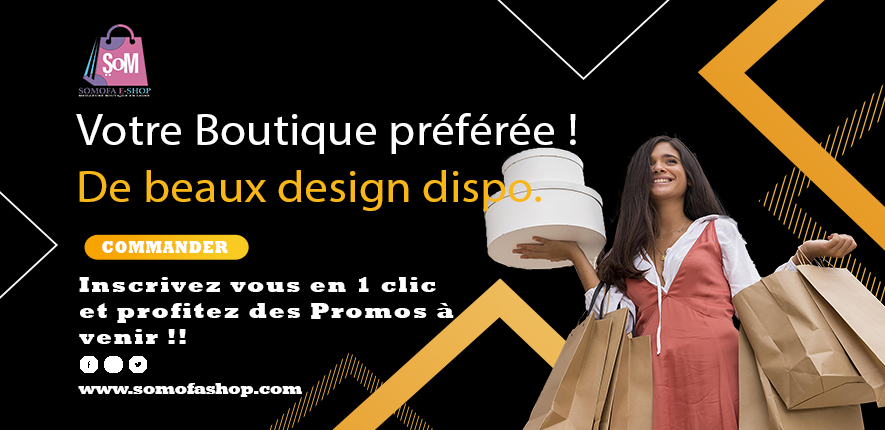 SoM
SOMOFA E-SHOP
Votre Boutique préférée !
De beaux design dispo.
COMMANDER
Inscrivez vous en 1 clic
et profitez des Promos à
venir !!
www.somofashop.com